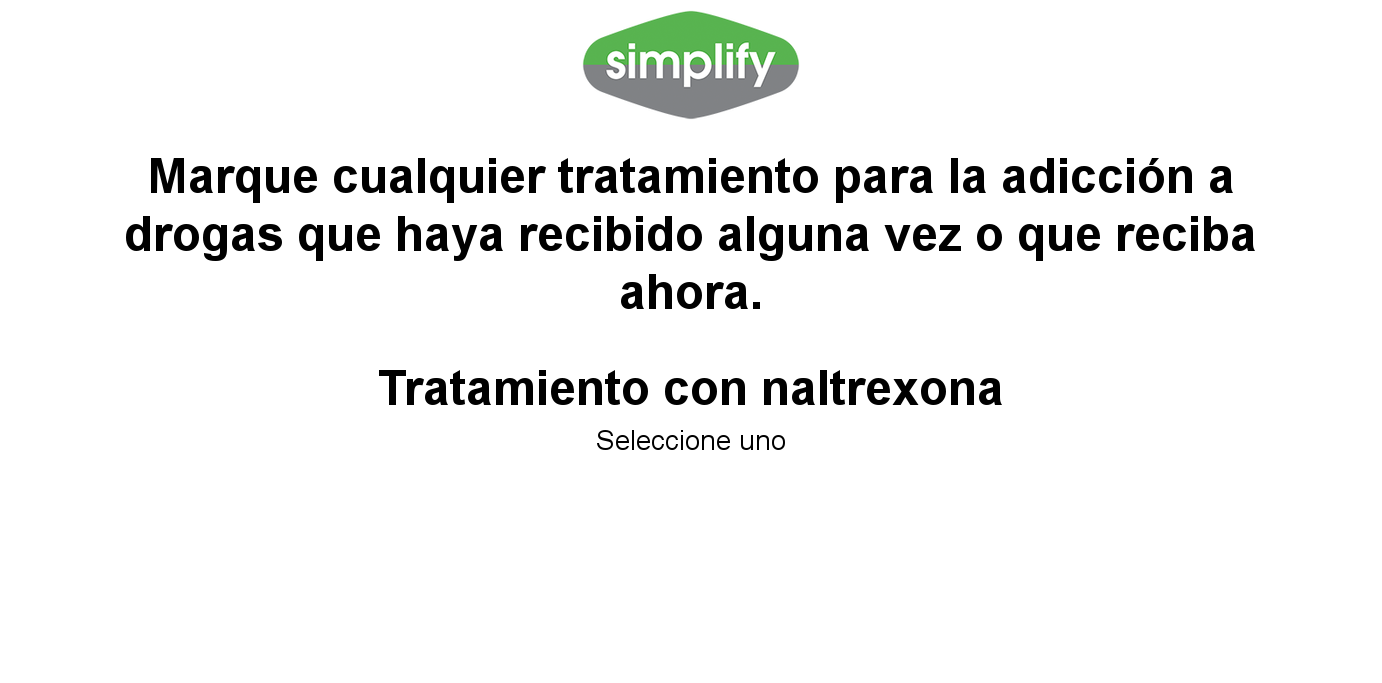 simplify
Marque cualquier tratamiento para la adicción a
drogas que haya recibido alguna vez o que reciba
ahora.
Tratamiento con naltrexona
Seleccione uno